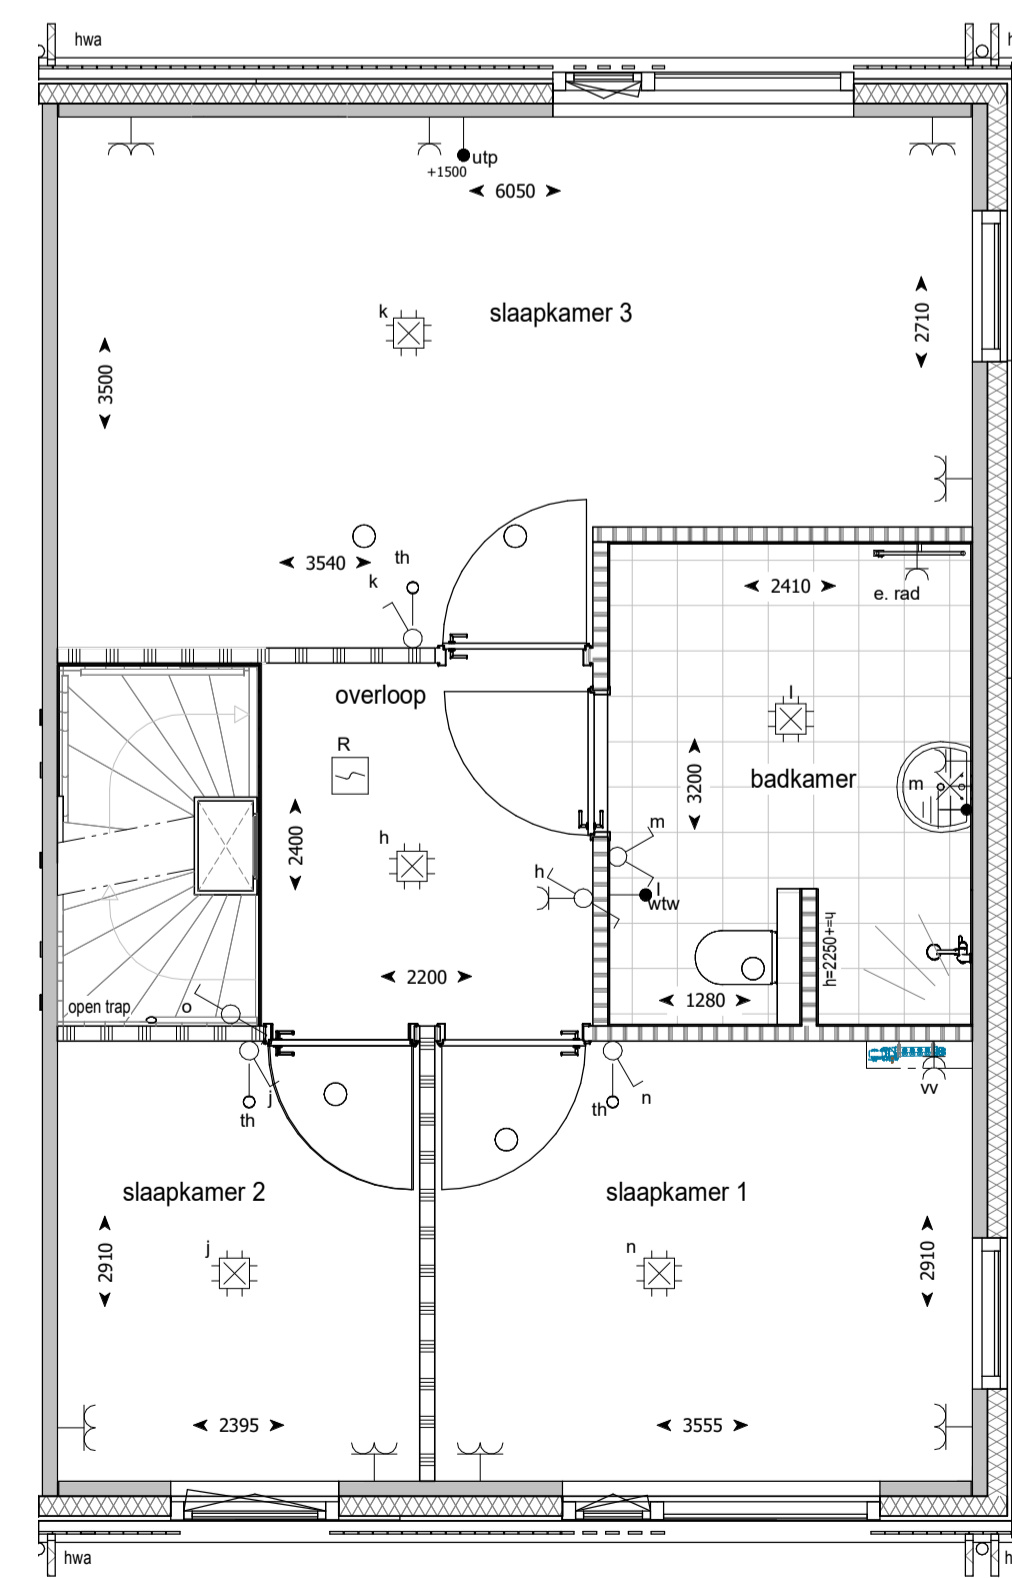 hwa
h
utp
+1500
6050
k
slaapkamer 3
2710
3500
3540
th
k
2410
e. rad
overloop
R
l
3200
badkamer
m
2400
h
m
h
l
wtw
h=2250+=
2200
1280
open trap
j
th
th
n
vv
slaapkamer 2
slaapkamer 1
j
n
2910
2910
2395
3555
hwa
h